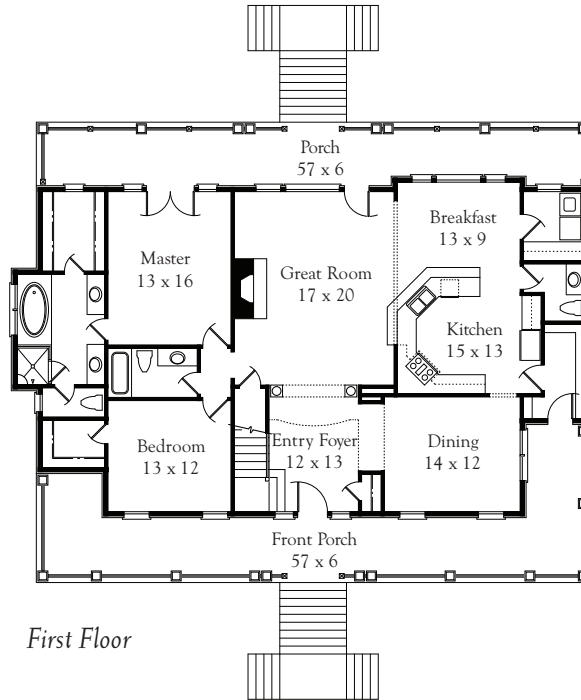 Porch
57 x 6
Breakfast
13 x 9
Master
13 x 16
Great Room
17 x 20
Kitchen
15 x 13
Bedroom
13 x 12
Entry Foyer
12 x 13
Dining
14 x 12
Front Porch
57 x 6
First Floor